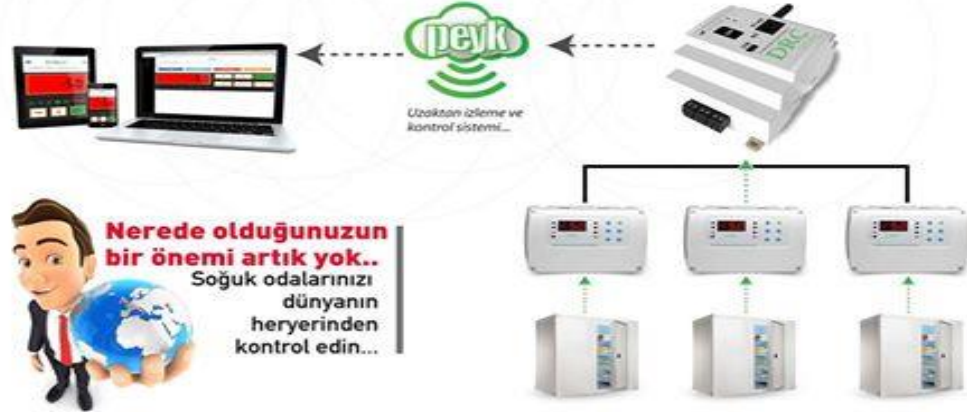 peyk
DRC
Uzaktan izleme ve
kontrol sistemi...
Nerede olduğunuzun
bir önemi artık yok..
Soğuk odalarınızı
dünyanın
heryerinden
kontrol edin...